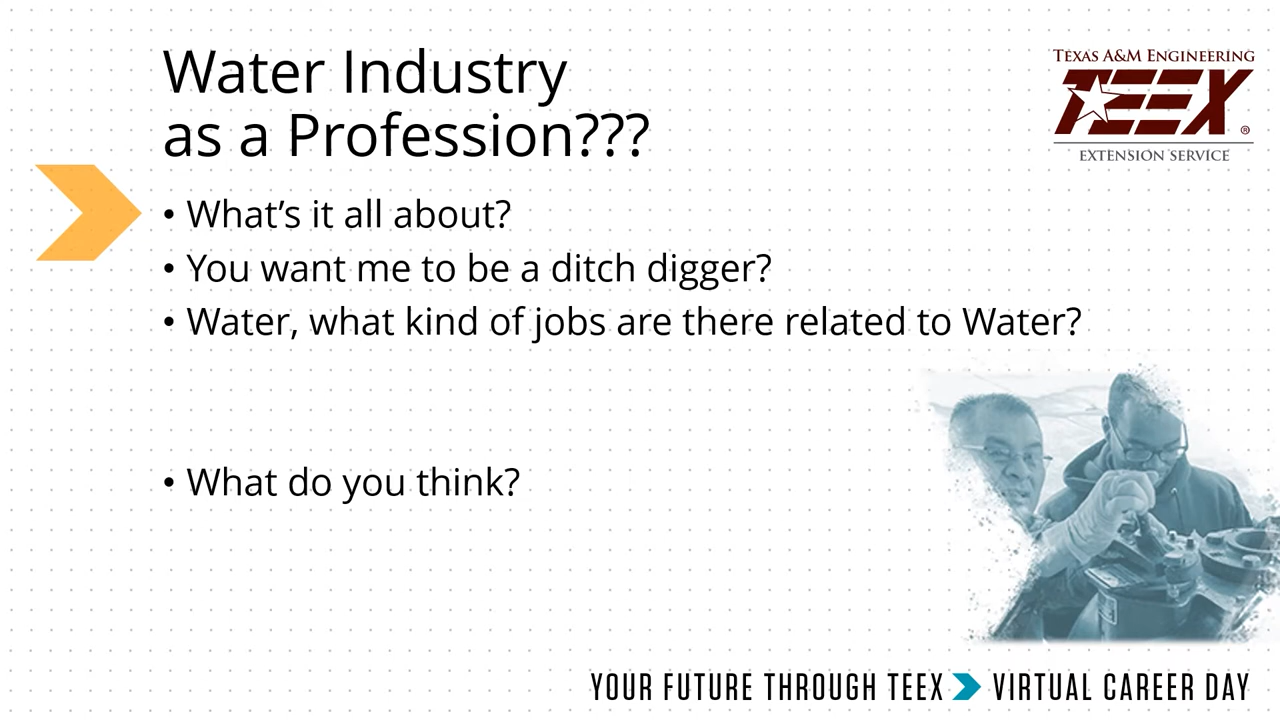 Water Industry
as a Profession???
TEXAS A&M ENGINEERING
TEEX®
EXTENSION SERVICE
• What’s it all about?
• You want me to be a ditch digger?
• Water, what kind of jobs are there related to Water?
• What do you think?
YOUR FUTURE THROUGH TEEX VIRTUAL CAREER DAY